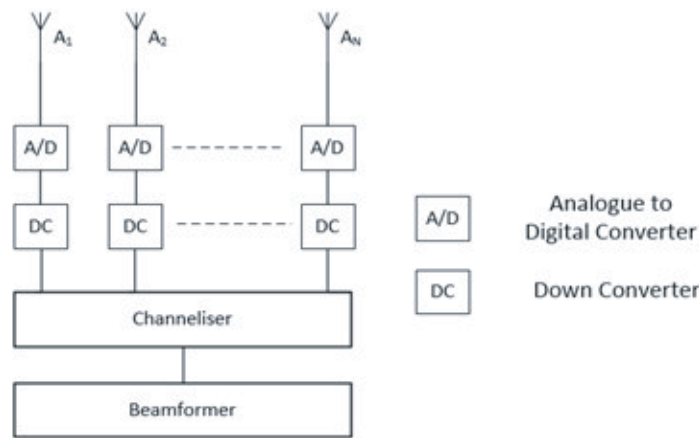 A₁ A₂ Aₙ
A/D A/D A/D
DC DC DC
Channeliser
Beamformer
A/D Analogue to
Digital Converter
DC Down Converter